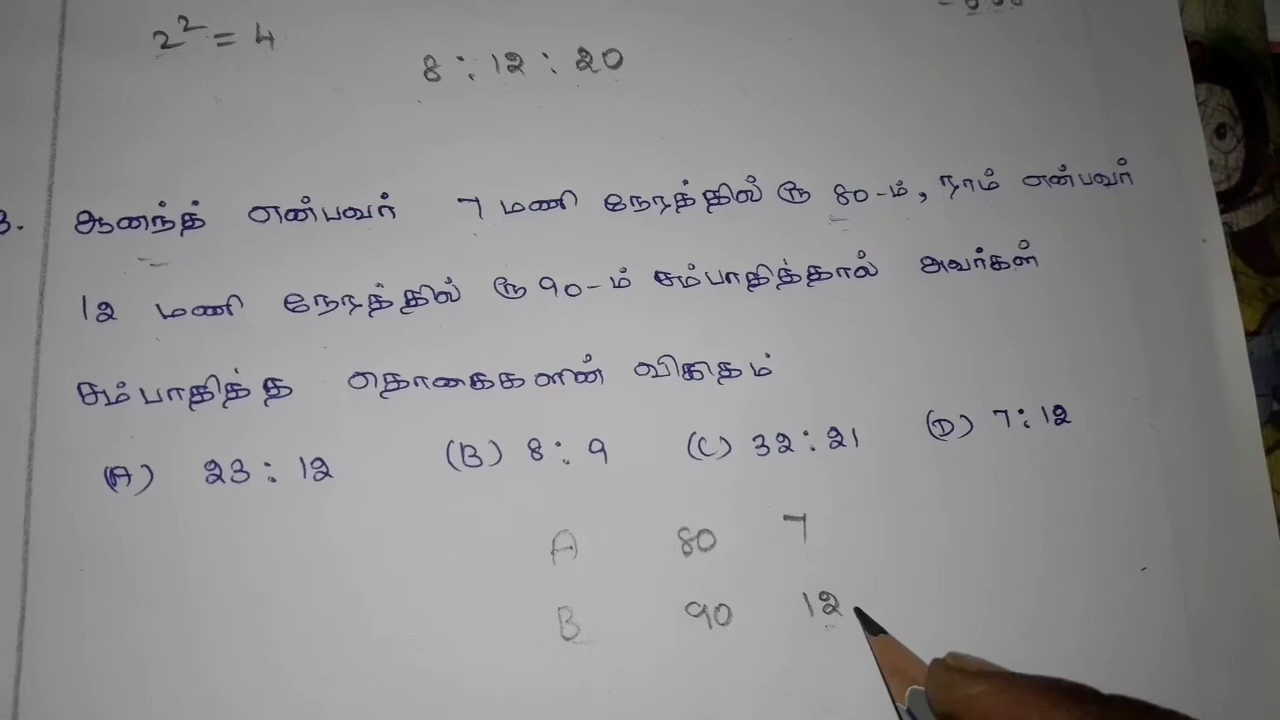 2² = 4
8 : 12 : 20
3. ஆனந்த் என்பவர் 7 மணி நேரத்தில் ரூ 80-ம், ராம் என்பவர்
12 மணி நேரத்தில் ரூ 90-ம் சம்பாதித்தால் அவர்கள்
சம்பாதித்த தொகைகளின் விகிதம்
(A) 23 : 12 (B) 8 : 9 (C) 32 : 21 (D) 7 : 12
A 80 7
B 90 12